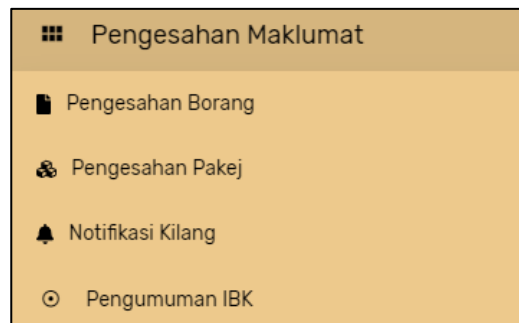 Pengesahan Maklumat
Pengesahan Borang
Pengesahan Pakej
Notifikasi Kilang
Pengumuman IBK